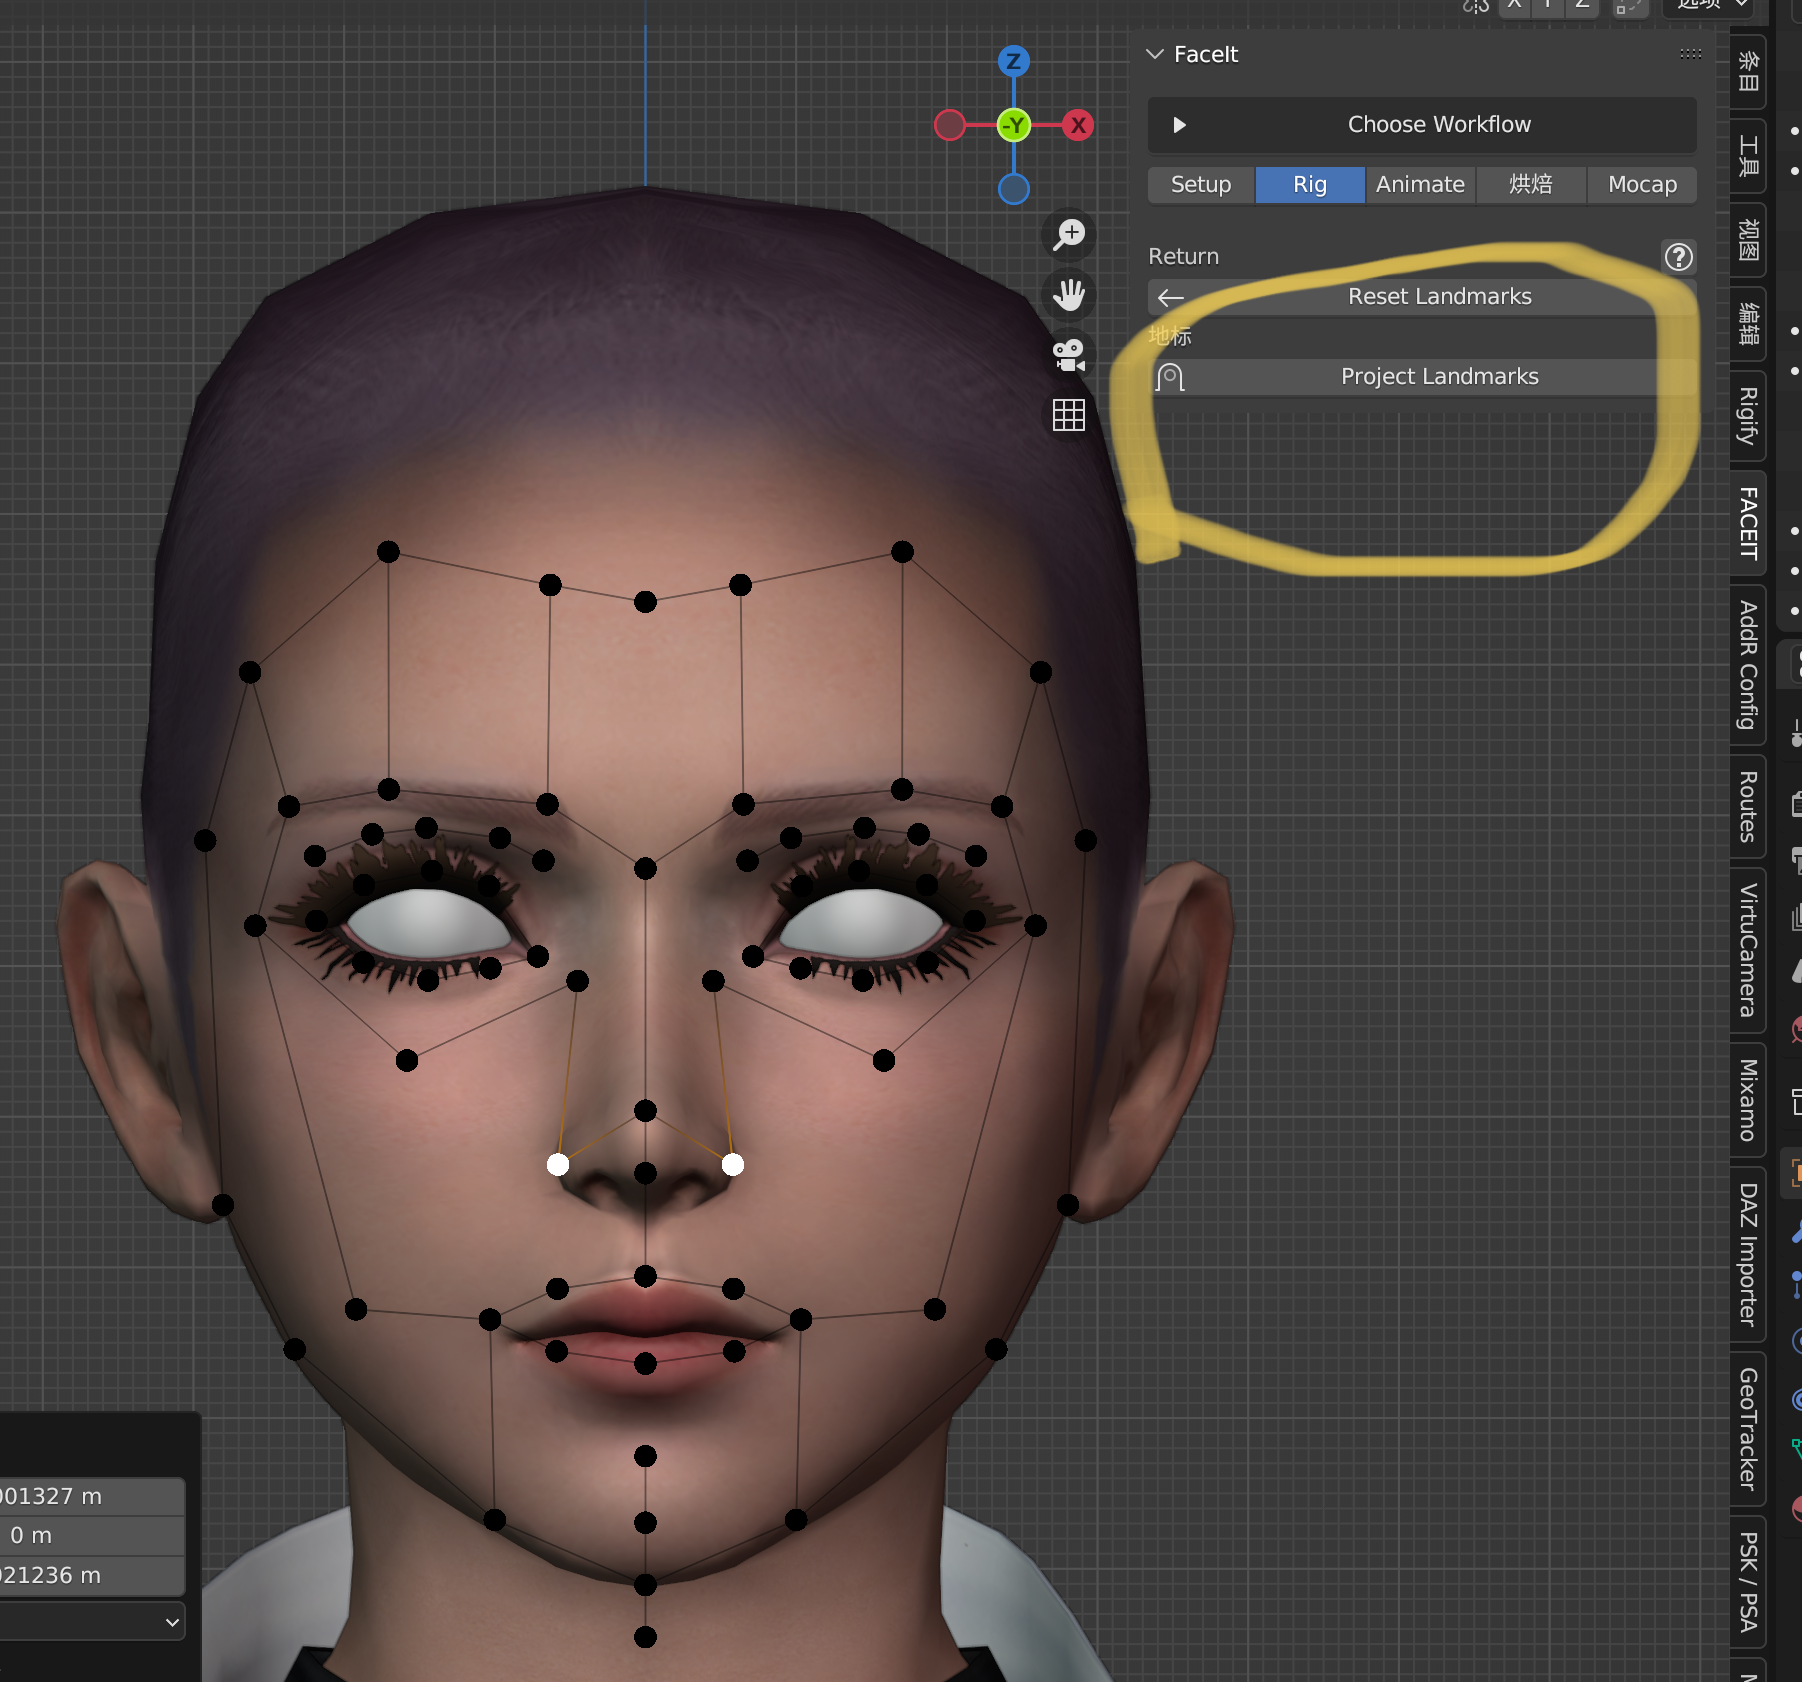 X Y Z 选项
FaceIt
Choose Workflow
Setup Rig Animate 烘焙 Mocap
Return
Reset Landmarks
地标
Project Landmarks
Z
-Y X
条目
工具
视图
编辑
Rigify
FACEIT
AddR Config
Routes
VirtuCamera
Mixamo
DAZ Importer
GeoTracker
PSK / PSA
001327 m
0 m
021236 m